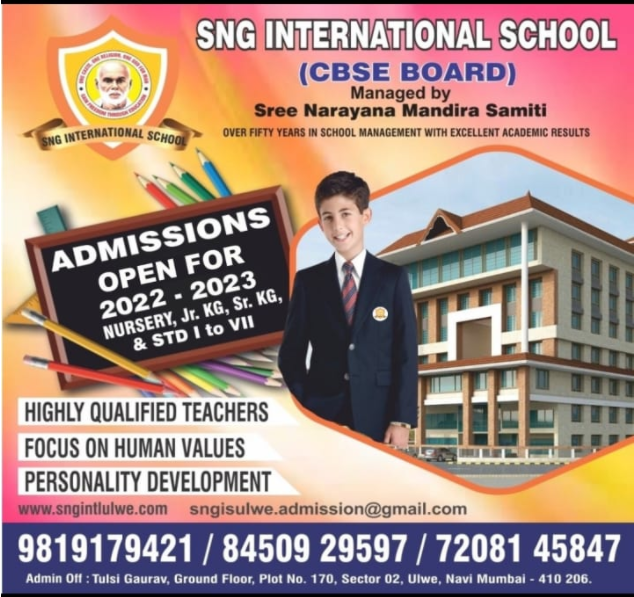 SNG INTERNATIONAL SCHOOL
(CBSE BOARD)
Managed by
Sree Narayana Mandira Samiti
OVER FIFTY YEARS IN SCHOOL MANAGEMENT WITH EXCELLENT ACADEMIC RESULTS
SNG INTERNATIONAL SCHOOL
ADMISSIONS
OPEN FOR
2022 - 2023
NURSERY, Jr. KG, Sr. KG,
& STD I to VII
HIGHLY QUALIFIED TEACHERS
FOCUS ON HUMAN VALUES
PERSONALITY DEVELOPMENT
www.sngintlulwe.com sngisulwe.admission@gmail.com
9819179421 / 84509 29597 / 72081 45847
Admin Off : Tulsi Gaurav, Ground Floor, Plot No. 170, Sector 02, Ulwe, Navi Mumbai - 410 206.